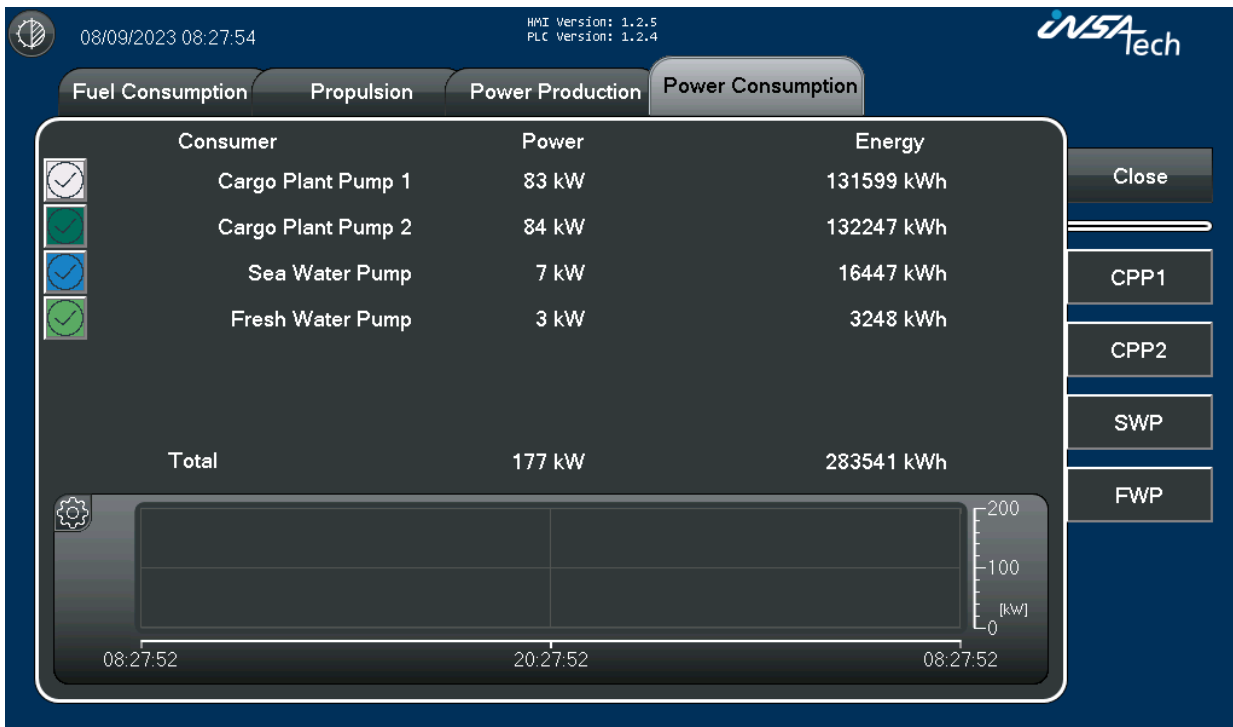 08/09/2023 08:27:54
HMI Version: 1.2.5
PLC Version: 1.2.4
iNSATech
Fuel Consumption Propulsion Power Production Power Consumption
Consumer Power Energy
Cargo Plant Pump 1 83 kW 131599 kWh
Cargo Plant Pump 2 84 kW 132247 kWh
Sea Water Pump 7 kW 16447 kWh
Fresh Water Pump 3 kW 3248 kWh
Total 177 kW 283541 kWh
200
100
[kW]
0
08:27:52 20:27:52 08:27:52
Close
CPP1
CPP2
SWP
FWP